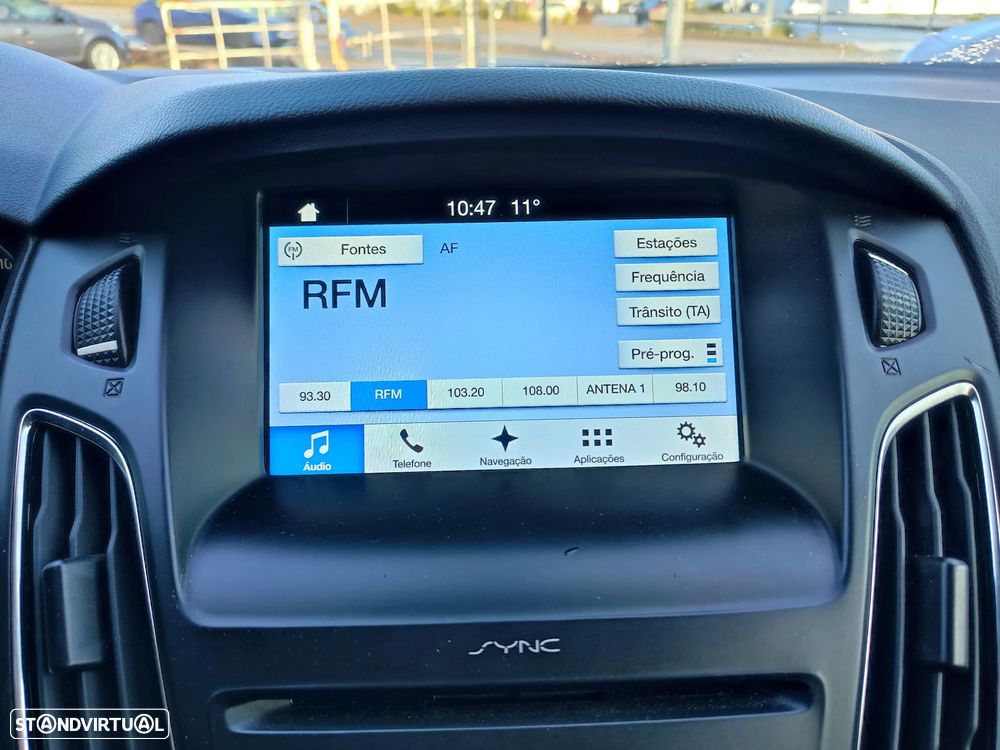 10:47 11°
FM Fontes
AF
Estações
RFM
Frequência
Trânsito (TA)
Pré-prog.
93.30 RFM 103.20 108.00 ANTENA 1 98.10
Áudio Telefone Navegação Aplicações Configuração
SYNC
STANDVIRTUAL